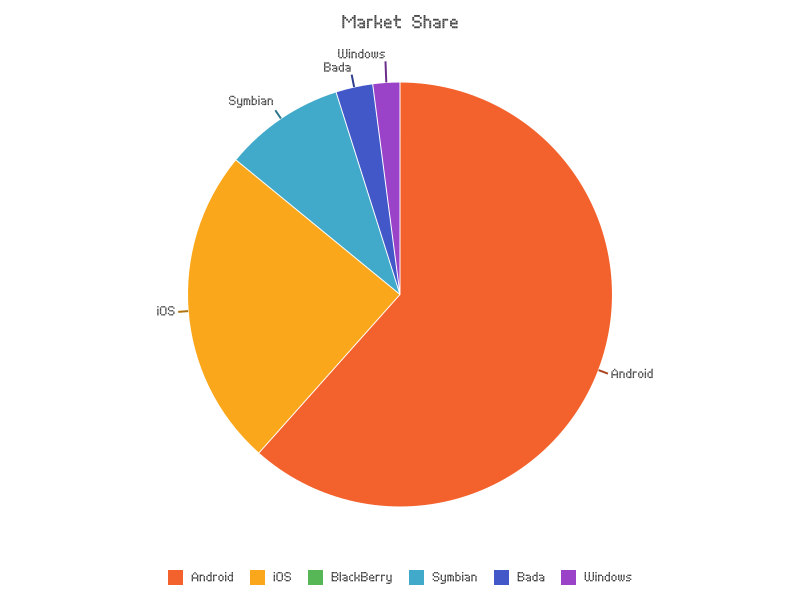 Market Share
Windows
Bada
Symbian
iOS
Android
Android iOS BlackBerry Symbian Bada Windows